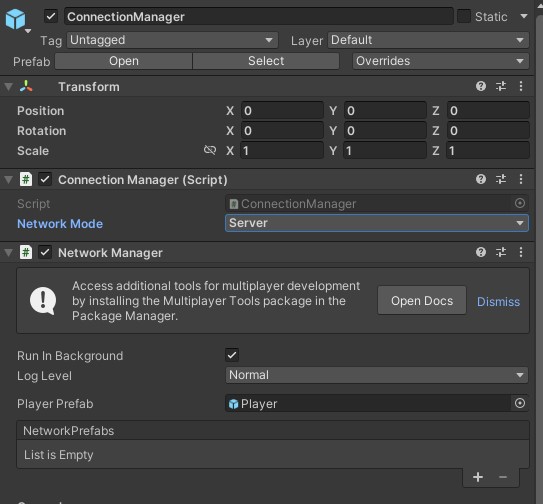 ConnectionManager Static
Tag Untagged Layer Default
Prefab Open Select Overrides
Transform
Position X 0 Y 0 Z 0
Rotation X 0 Y 0 Z 0
Scale X 1 Y 1 Z 1
# Connection Manager (Script)
Script # ConnectionManager
Network Mode Server
# Network Manager
Access additional tools for multiplayer development
by installing the Multiplayer Tools package in the
Package Manager.
Open Docs Dismiss
Run In Background
Log Level Normal
Player Prefab Player
NetworkPrefabs
List is Empty
+ −